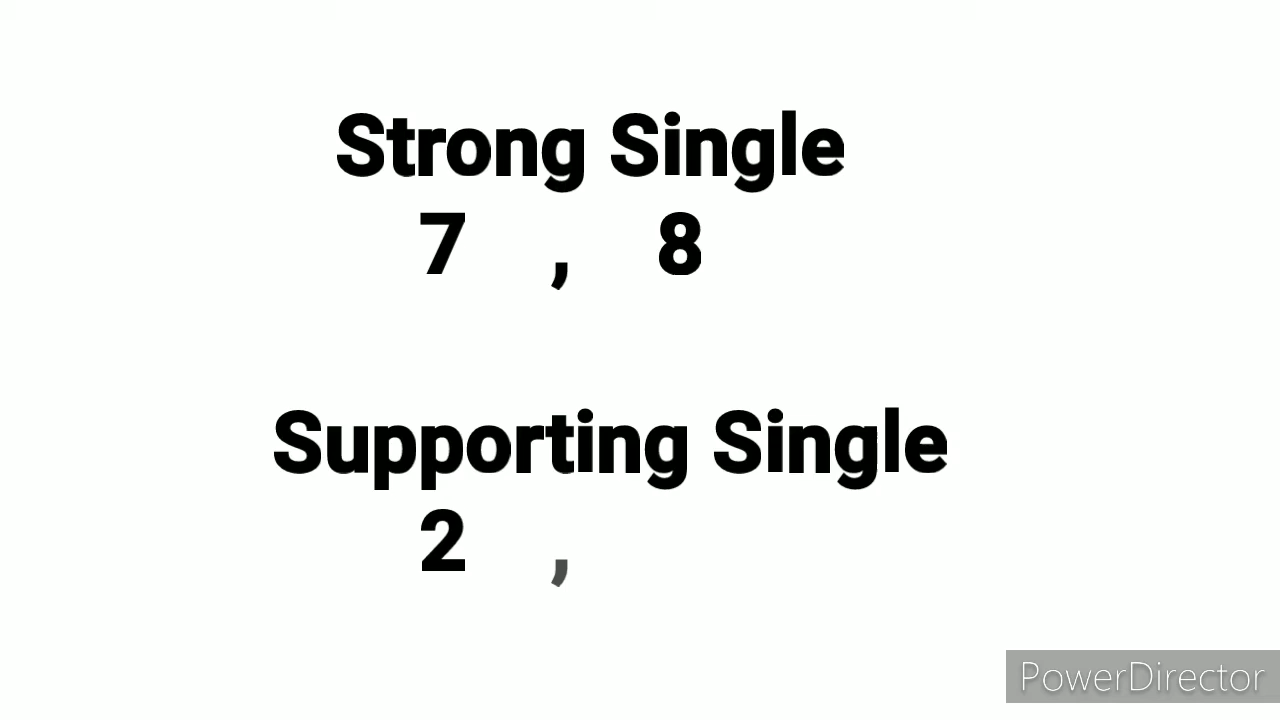 Strong Single
7 , 8
Supporting Single
2 ,
PowerDirector